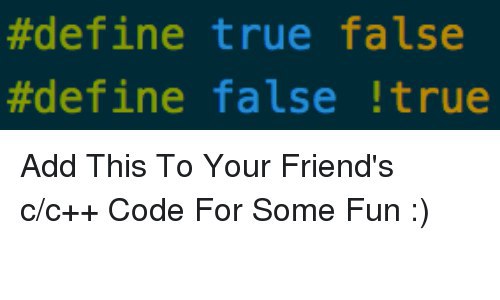 #define true false
#define false !true
Add This To Your Friend's
c/c++ Code For Some Fun :)